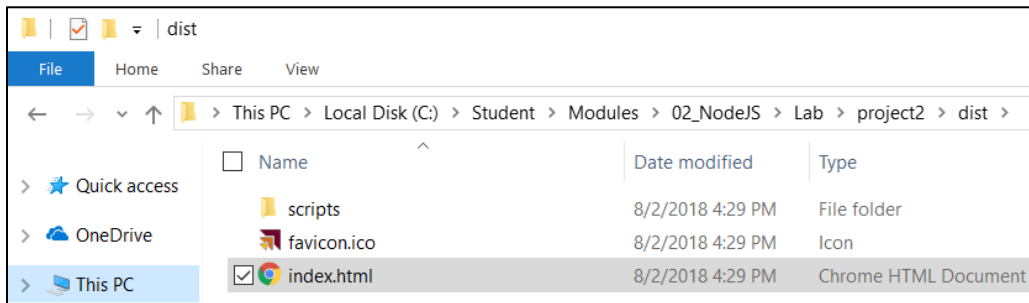 dist
File Home Share View
This PC > Local Disk (C:) > Student > Modules > 02_NodeJS > Lab > project2 > dist >
Name Date modified Type
Quick access
scripts 8/2/2018 4:29 PM File folder
OneDrive
favicon.ico 8/2/2018 4:29 PM Icon
This PC
index.html 8/2/2018 4:29 PM Chrome HTML Document